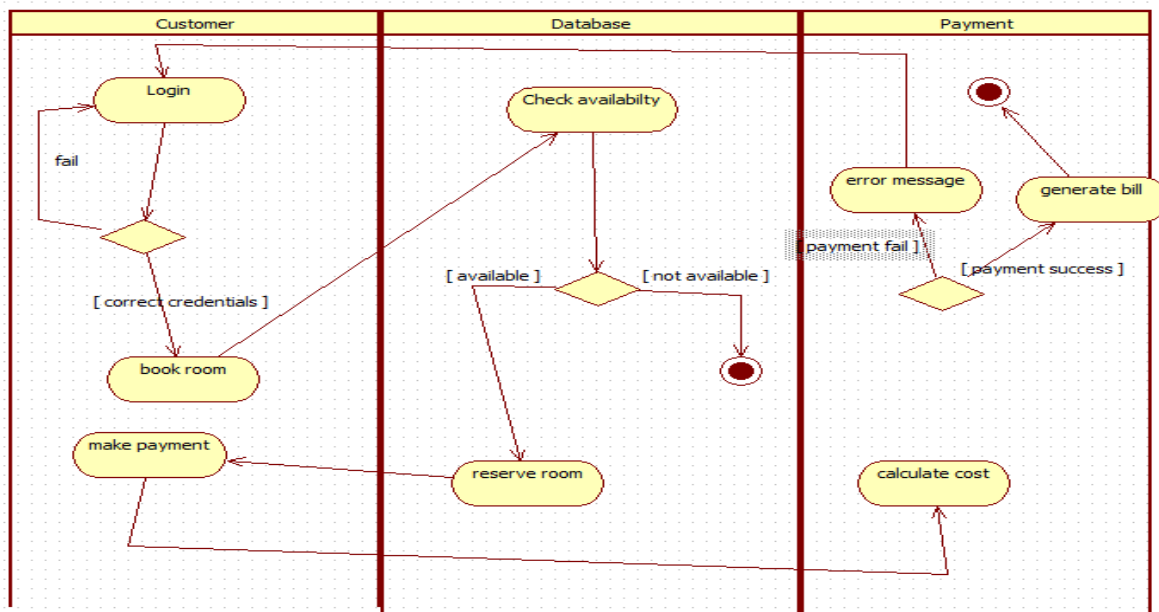 Customer
Database
Payment
Login
Check availabilty
fail
error message
generate bill
[ payment fail ]
[ payment success ]
[ available ]
[ not available ]
[ correct credentials ]
book room
make payment
reserve room
calculate cost